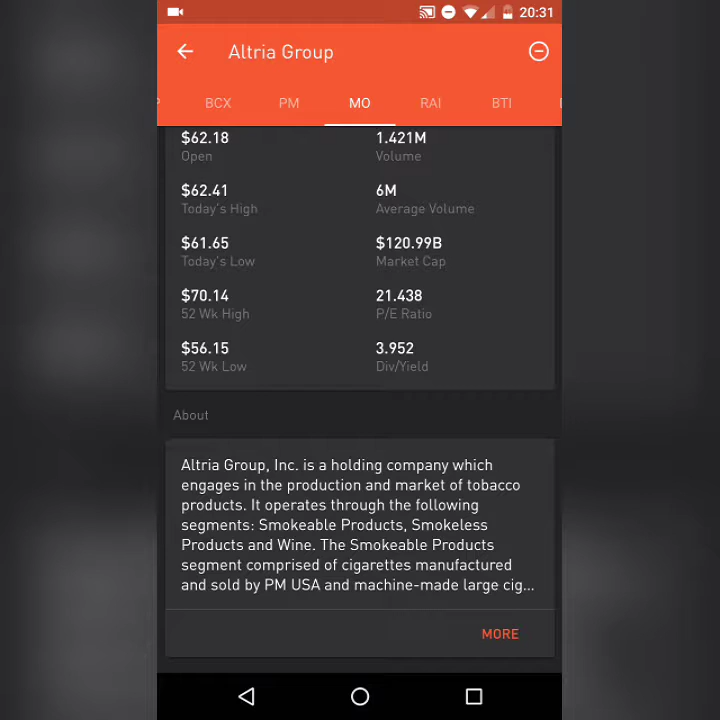 20:31
Altria Group
BCX PM MO RAI BTI
$62.18 1.421M
Open Volume
$62.41 6M
Today's High Average Volume
$61.65 $120.99B
Today's Low Market Cap
$70.14 21.438
52 Wk High P/E Ratio
$56.15 3.952
52 Wk Low Div/Yield
About
Altria Group, Inc. is a holding company which
engages in the production and market of tobacco
products. It operates through the following
segments: Smokeable Products, Smokeless
Products and Wine. The Smokeable Products
segment comprised of cigarettes manufactured
and sold by PM USA and machine-made large cig...
MORE